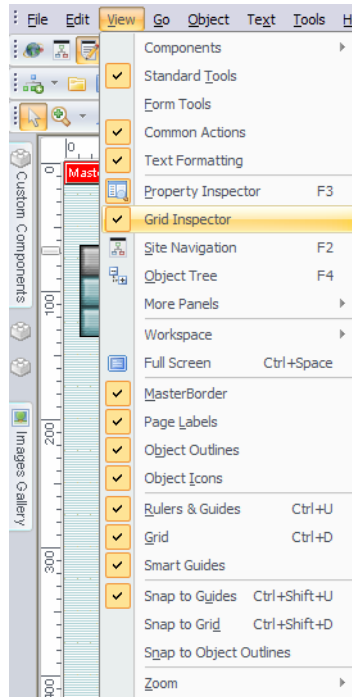 File Edit View Go Object Text Tools H
Components
Standard Tools
Form Tools
Common Actions
Text Formatting
Property Inspector F3
Grid Inspector
Site Navigation F2
Object Tree F4
More Panels
Workspace
Full Screen Ctrl+Space
MasterBorder
Page Labels
Object Outlines
Object Icons
Rulers & Guides Ctrl+U
Grid Ctrl+D
Smart Guides
Snap to Guides Ctrl+Shift+U
Snap to Grid Ctrl+Shift+D
Snap to Object Outlines
Zoom
Custom Components
Images Gallery
0
Maste
0
100
200
300